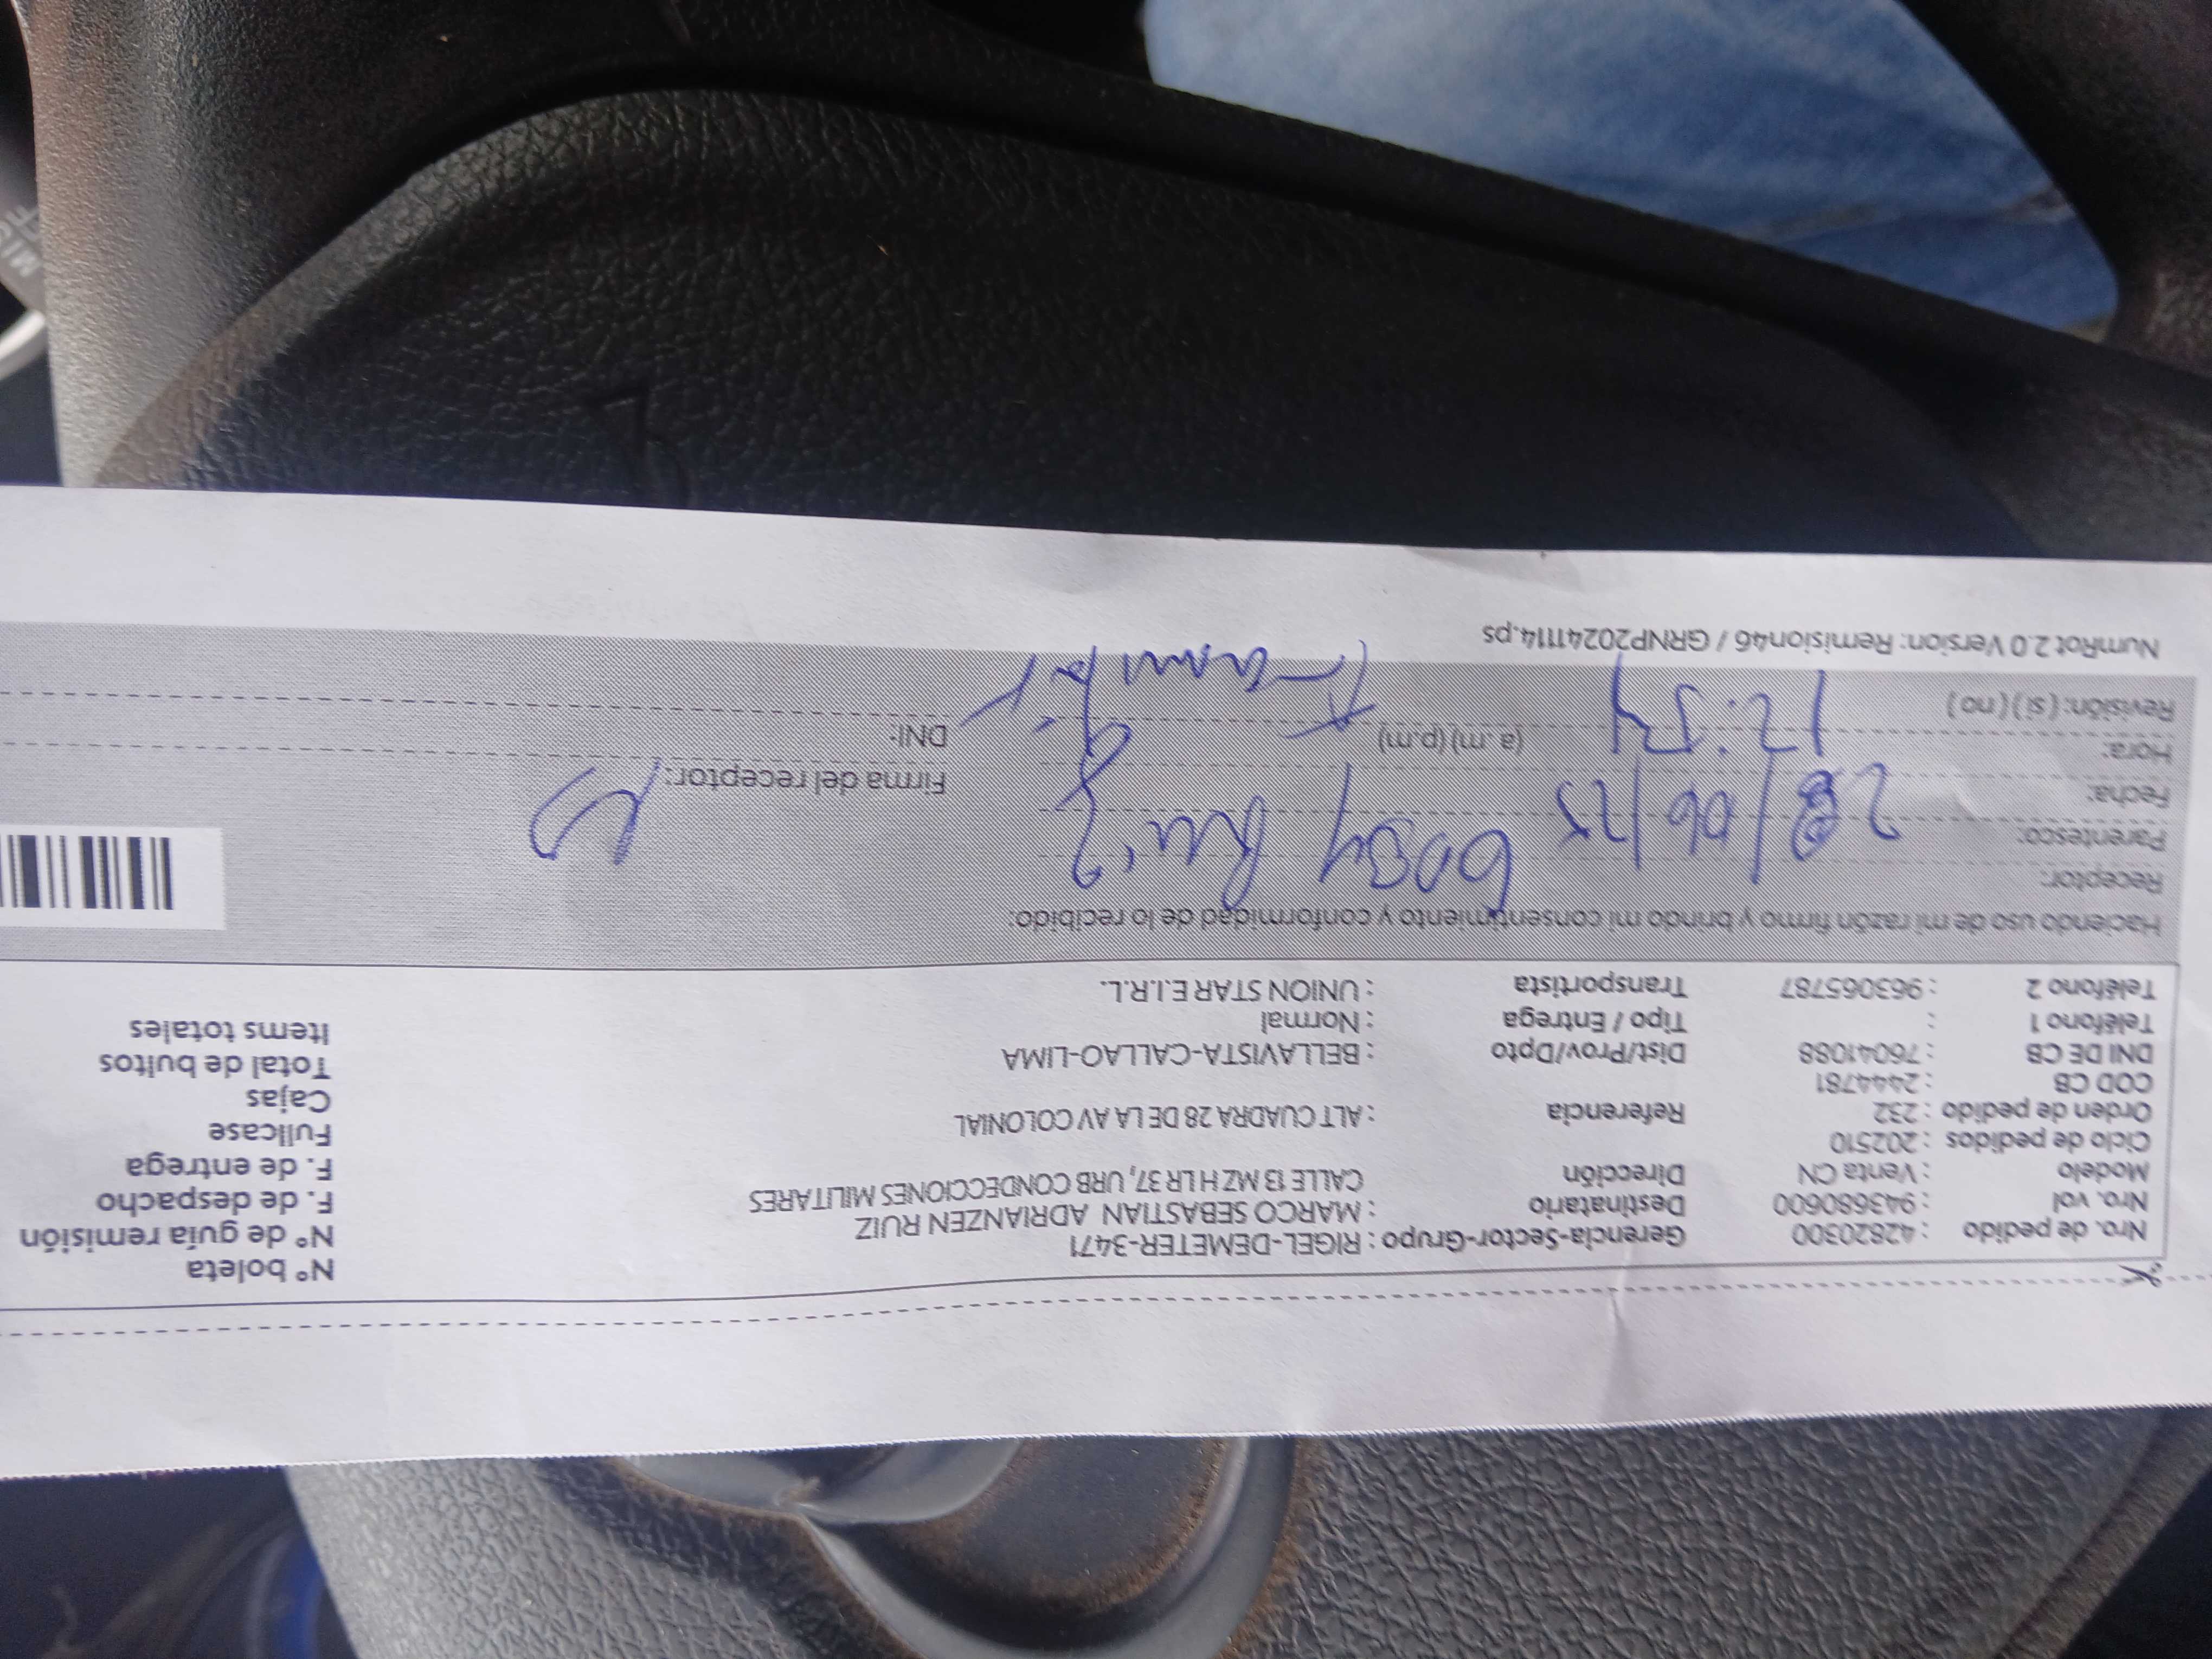 Nº boleta
Nro. de pedido : 42820300 Gerencia-Sector-Grupo : RIGEL-DEMETER-3471 Nº de guía remisión
Nro. vol : 943680600 Destinatario : MARCO SEBASTIAN ADRIANZEN RUIZ F. de despacho
Modelo : Venta CN Dirección CALLE 13 MZ H LR 37, URB CONDECCIONES MILITARES F. de entrega
Ciclo de pedidos : 202510
Orden de pedido : 232 Referencia : ALT CUADRA 28 DE LA AV COLONIAL Fullcase
COD CB : 2444781 Cajas
DNI DE CB : 76041088 Dist/Prov/Dpto : BELLAVISTA-CALLAO-LIMA Total de bultos
Teléfono 1 : Tipo / Entrega : Normal Items totales
Teléfono 2 : 963065787 Transportista : UNION STAR E.I.R.L.
Haciendo uso de mi razón firmo y brindo mi consentimiento y conformidad de lo recibido:
Receptor:
Parentesco: Ruiz
Fecha: 28/06/25 Firma del receptor:
Hora: 12:54 (a. m) (p.m) DNI:
Revisión: ( si ) ( no )
NumRot 2.0 Version: Remision46 / GRNP20241114.ps